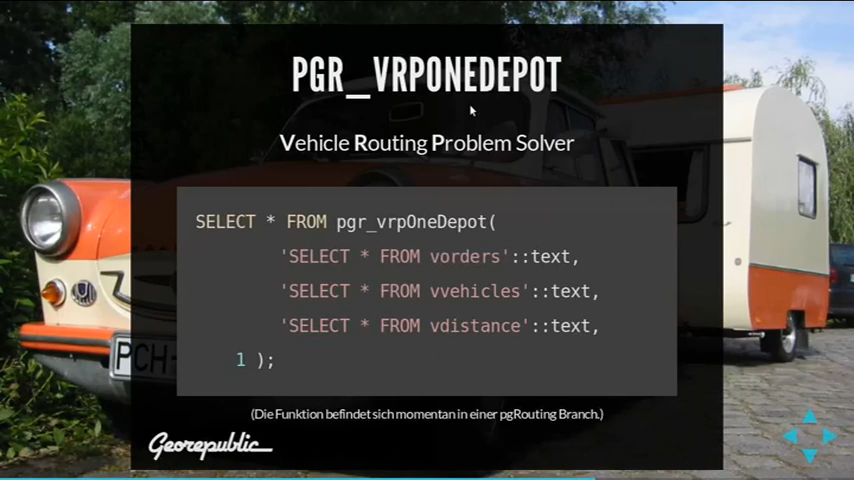 PGR_VRPONEDEPOT
Vehicle Routing Problem Solver
SELECT * FROM pgr_vrpOneDepot(
'SELECT * FROM vorders'::text,
'SELECT * FROM vvehicles'::text,
'SELECT * FROM vdistance'::text,
1 );
PCH-
(Die Funktion befindet sich momentan in einer pgRouting Branch.)
Georepublic